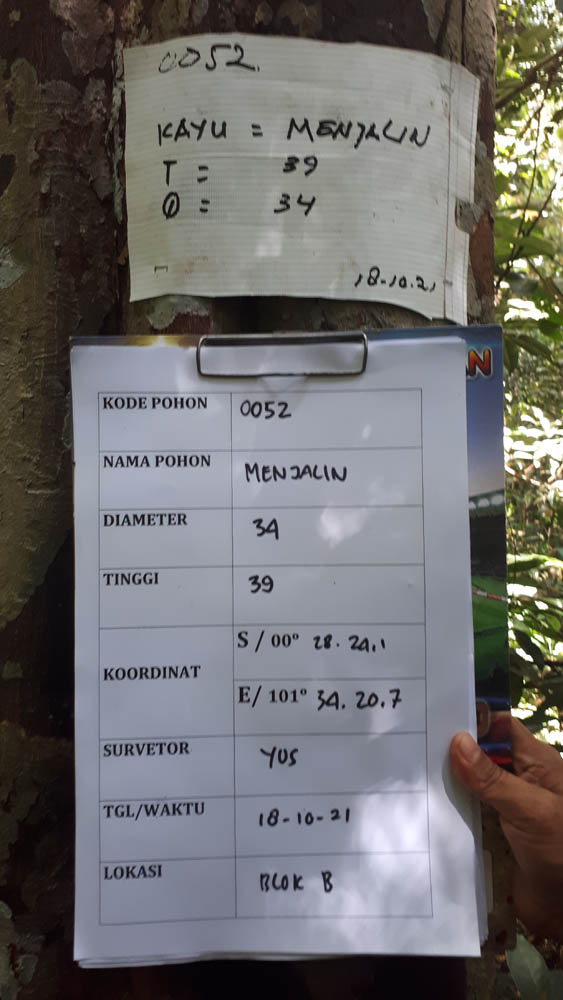 0052.
KAYU = MENJALIN
T = 39
Ø = 34
18-10.21
AN
KODE POHON 0052
NAMA POHON MENJALIN
DIAMETER 34
TINGGI 39
KOORDINAT
S / 00° 28. 24,1
E/ 101° 34. 20.7
SURVETOR YUS
TGL/WAKTU 18-10-21
LOKASI BLOK B